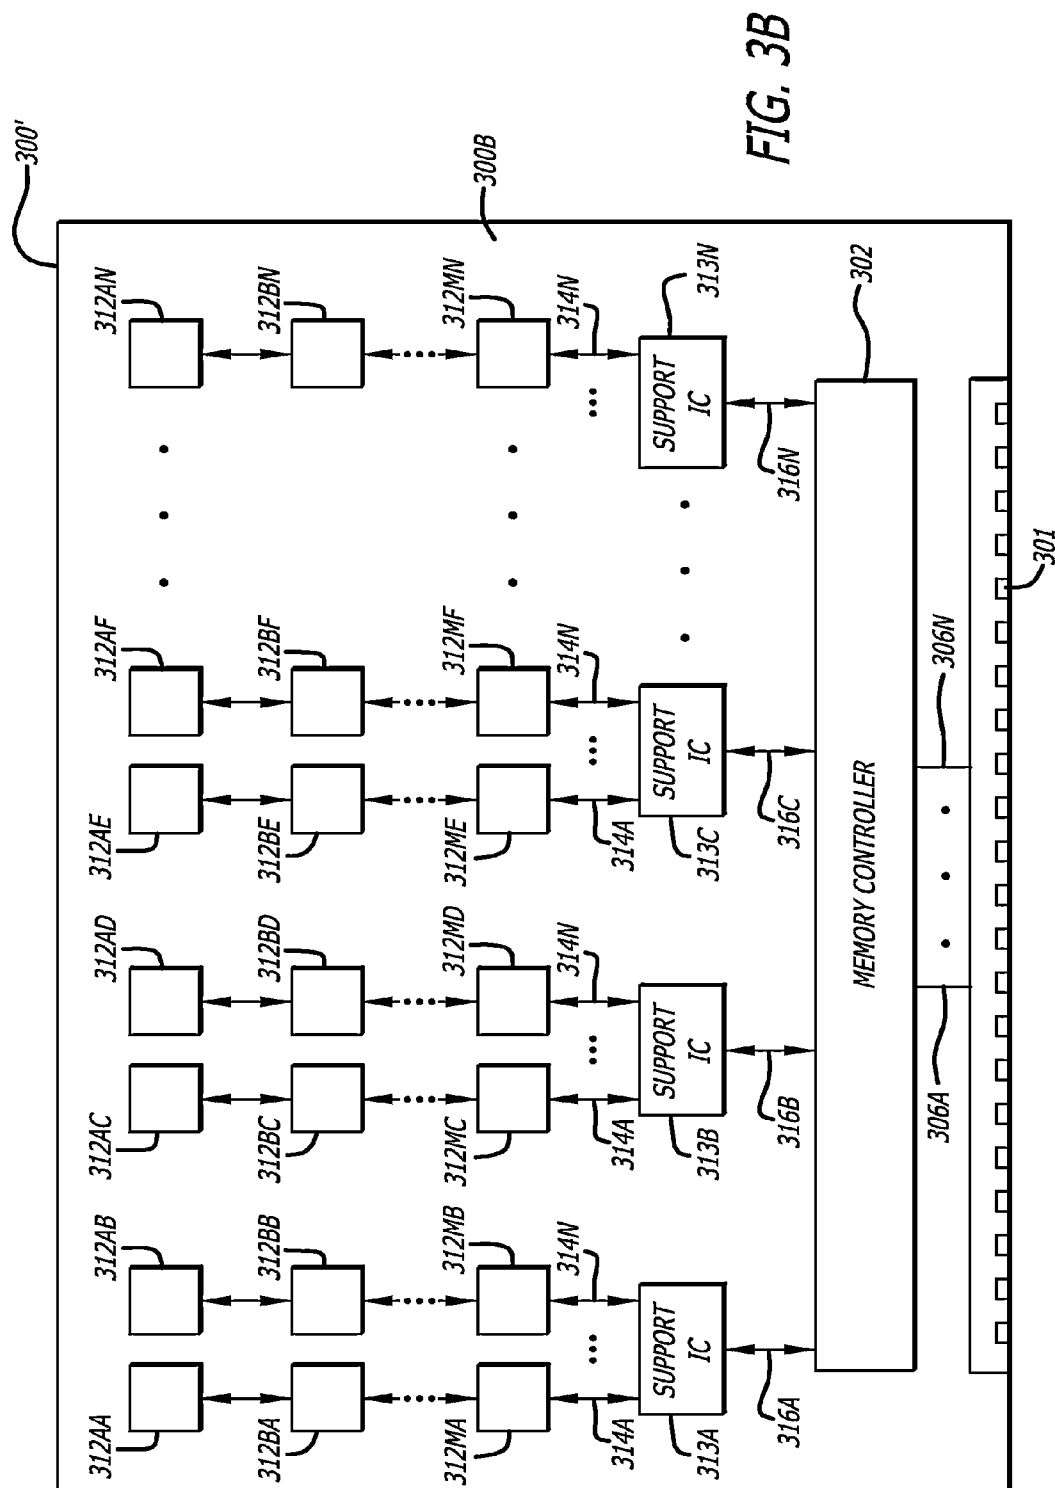 300'
312AA
312AB
312AC
312AD
312AE
312AF
312AN
312BA
312BB
312BC
312BD
312BE
312BF
312BN
312MA
312MB
312MC
312MD
312ME
312MF
312MN
300B
314A
314N
314A
314N
314A
314N
314N
SUPPORT
IC
SUPPORT
IC
SUPPORT
IC
SUPPORT
IC
313A
313B
313C
313N
316A
316B
316C
316N
302
MEMORY CONTROLLER
306A
306N
301
FIG. 3B